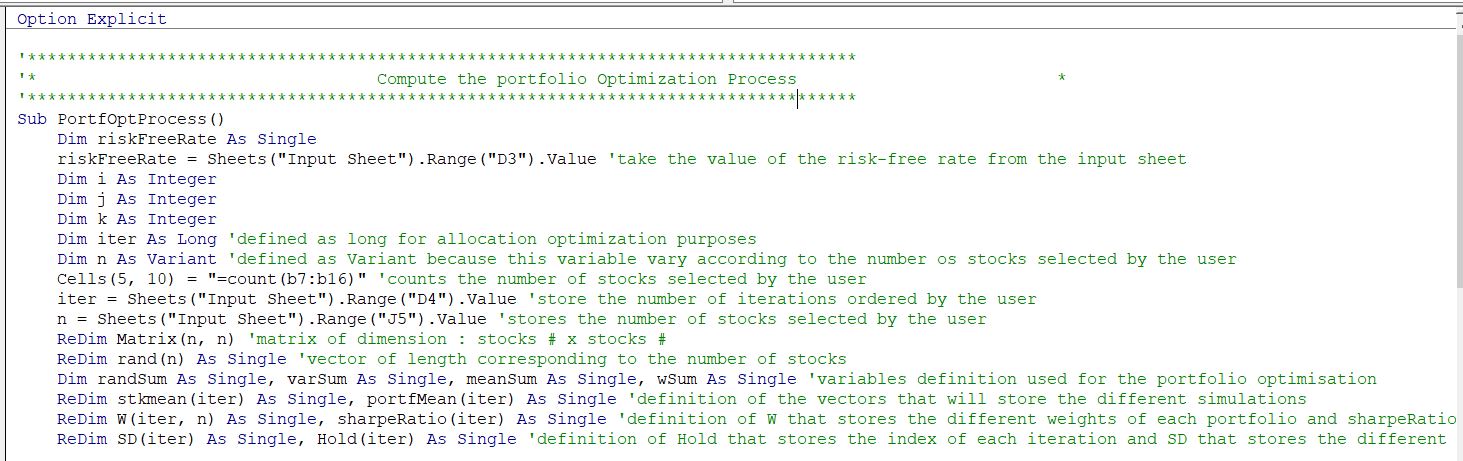 Option Explicit
'***********************************************************************************
'*                                  Compute the portfolio Optimization Process                          *
'***********************************************************************************
Sub PortfOptProcess()
    Dim riskFreeRate As Single
    riskFreeRate = Sheets("Input Sheet").Range("D3").Value 'take the value of the risk-free rate from the input sheet
    Dim i As Integer
    Dim j As Integer
    Dim k As Integer
    Dim iter As Long 'defined as long for allocation optimization purposes
    Dim n As Variant 'defined as Variant because this variable vary according to the number os stocks selected by the user
    Cells(5, 10) = "=count(b7:b16)" 'counts the number of stocks selected by the user
    iter = Sheets("Input Sheet").Range("D4").Value 'store the number of iterations ordered by the user
    n = Sheets("Input Sheet").Range("J5").Value 'stores the number of stocks selected by the user
    ReDim Matrix(n, n) 'matrix of dimension : stocks # x stocks #
    ReDim rand(n) As Single 'vector of length corresponding to the number of stocks
    Dim randSum As Single, varSum As Single, meanSum As Single, wSum As Single 'variables definition used for the portfolio optimisation
    ReDim stkmean(iter) As Single, portfMean(iter) As Single 'definition of the vectors that will store the different simulations
    ReDim W(iter, n) As Single, sharpeRatio(iter) As Single 'definition of W that stores the different weights of each portfolio and sharpeRatio
    ReDim SD(iter) As Single, Hold(iter) As Single 'definition of Hold that stores the index of each iteration and SD that stores the different